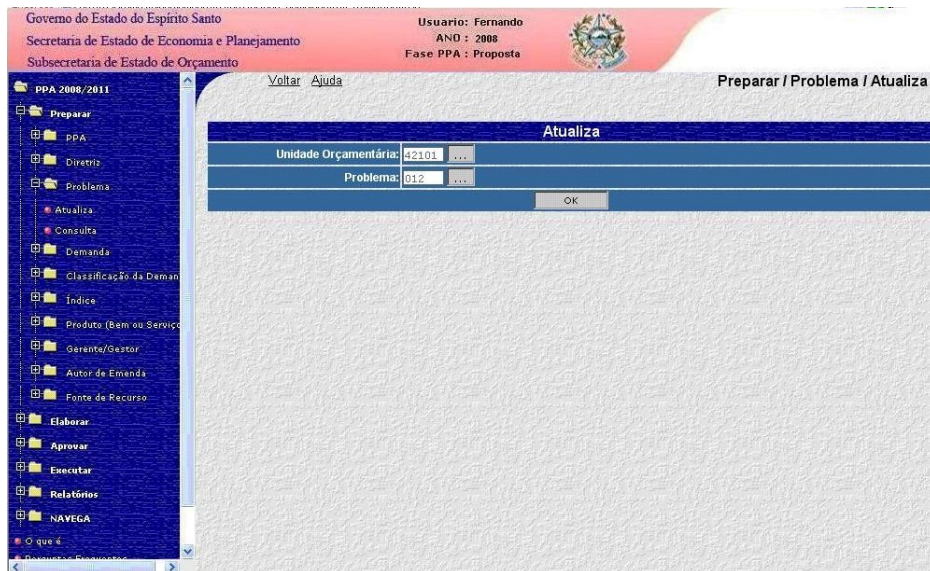 Governo do Estado do Espírito Santo
Secretaria de Estado de Economia e Planejamento
Subsecretaria de Estado de Orçamento
Usuario: Fernando
ANO : 2008
Fase PPA : Proposta
PPA 2008/2011
Preparar
PPA
Diretriz
Problema
Atualiza
Consulta
Demanda
Classificação da Deman
Índice
Produto (Bem ou Serviço
Gerente/Gestor
Autor de Emenda
Fonte de Recurso
Elaborar
Aprovar
Executar
Relatórios
NAVEGA
O que é
Perguntas Frequentes
Voltar Ajuda
Preparar / Problema / Atualiza
Atualiza
Unidade Orçamentária: 42101 ...
Problema: 012 ...
OK